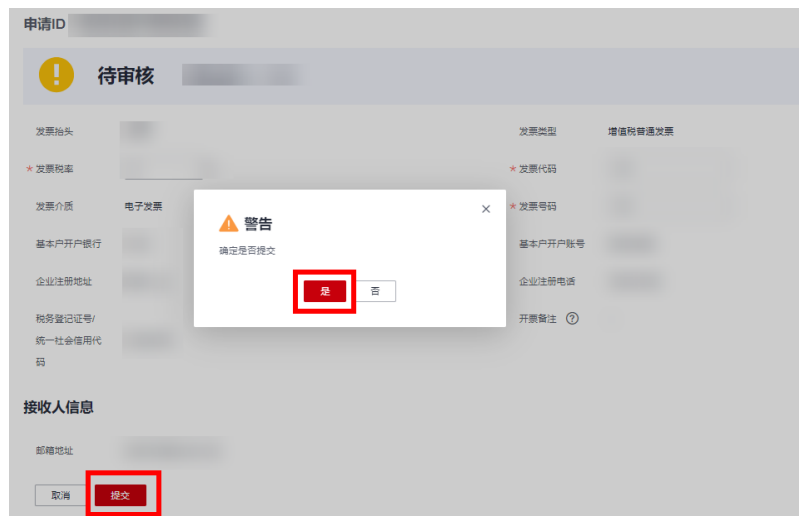 申请ID
待审核
发票抬头
发票类型 增值税普通发票
* 发票税率
* 发票代码
发票介质 电子发票
* 发票号码
警告
确定是否提交
是 否
基本户开户银行
基本户开户账号
企业注册地址
企业注册电话
税务登记证号/
统一社会信用代
码
开票备注 ?
接收人信息
邮箱地址
取消 提交